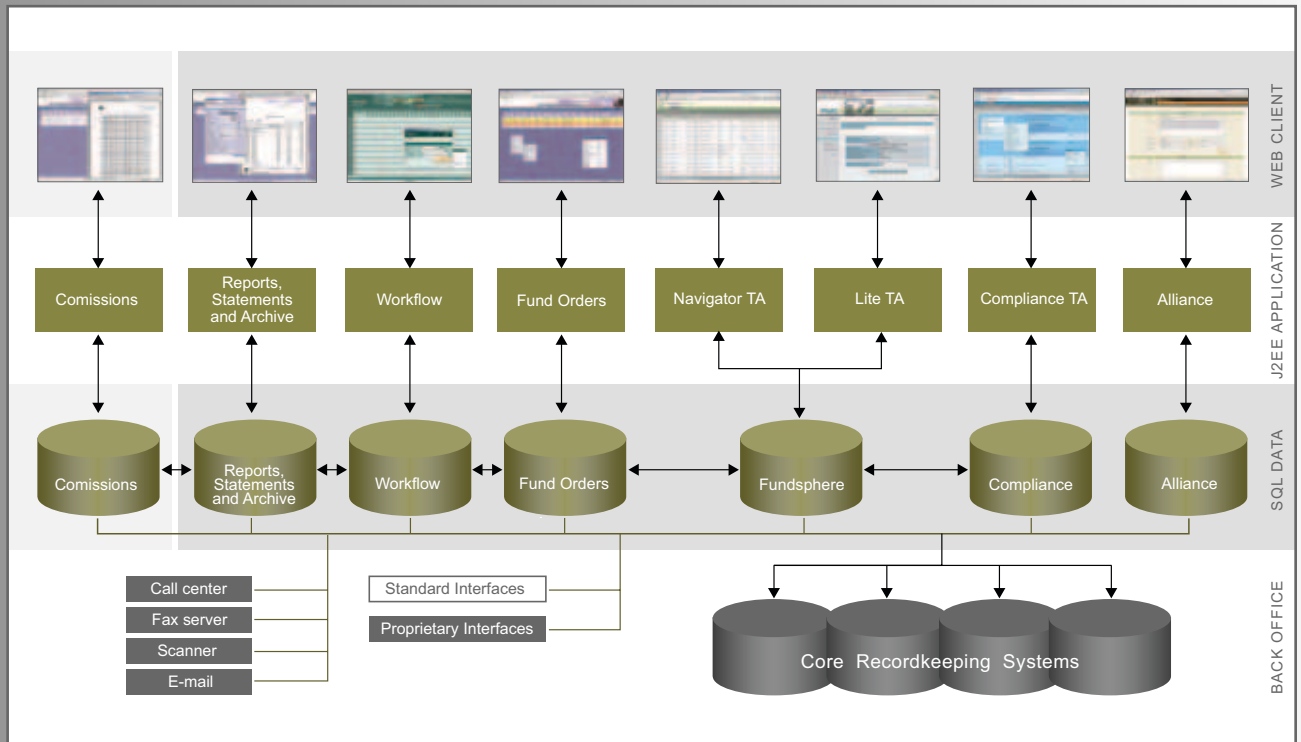 WEB CLIENT
Comissions
Reports,
Statements
and Archive
Workflow
Fund Orders
Navigator TA
Lite TA
Compliance TA
Alliance
J2EE APPLICATION
Comissions
Reports,
Statements
and Archive
Workflow
Fund Orders
Fundsphere
Compliance
Alliance
SQL DATA
Call center
Fax server
Scanner
E-mail
Standard Interfaces
Proprietary Interfaces
Core Recordkeeping Systems
BACK OFFICE